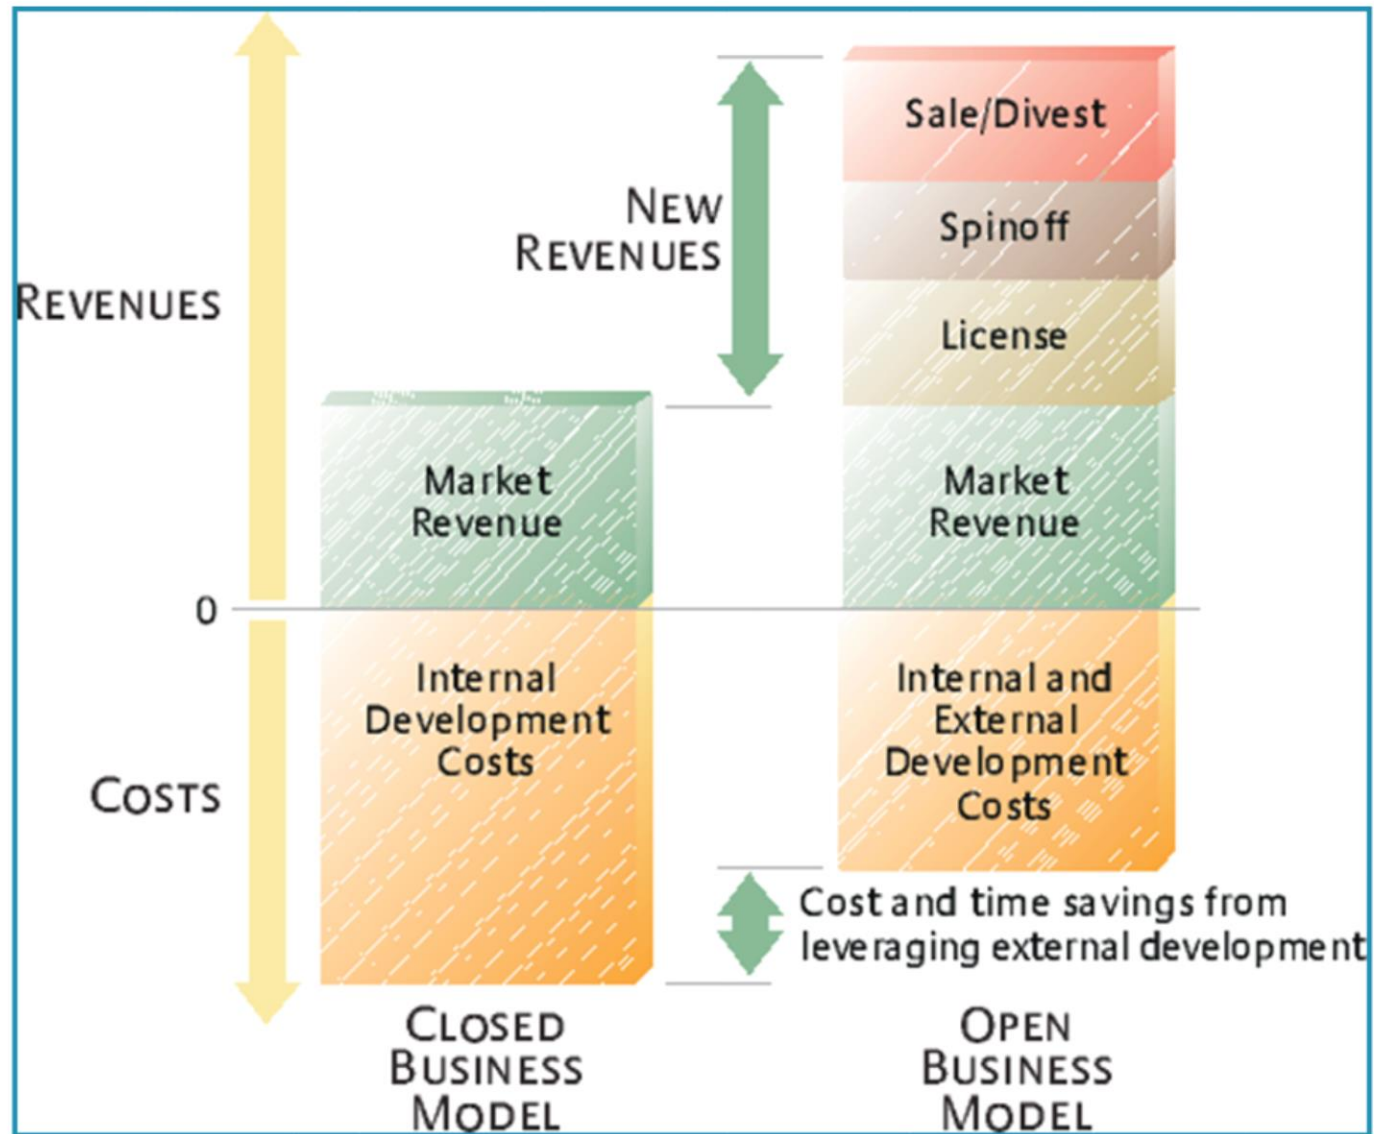 Sale/Divest
NEW
REVENUES
Spinoff
REVENUES
License
Market
Revenue
Market
Revenue
0
Internal
Development
Costs
Internal and
External
Development
Costs
COSTS
Cost and time savings from
leveraging external development
CLOSED
BUSINESS
MODEL
OPEN
BUSINESS
MODEL